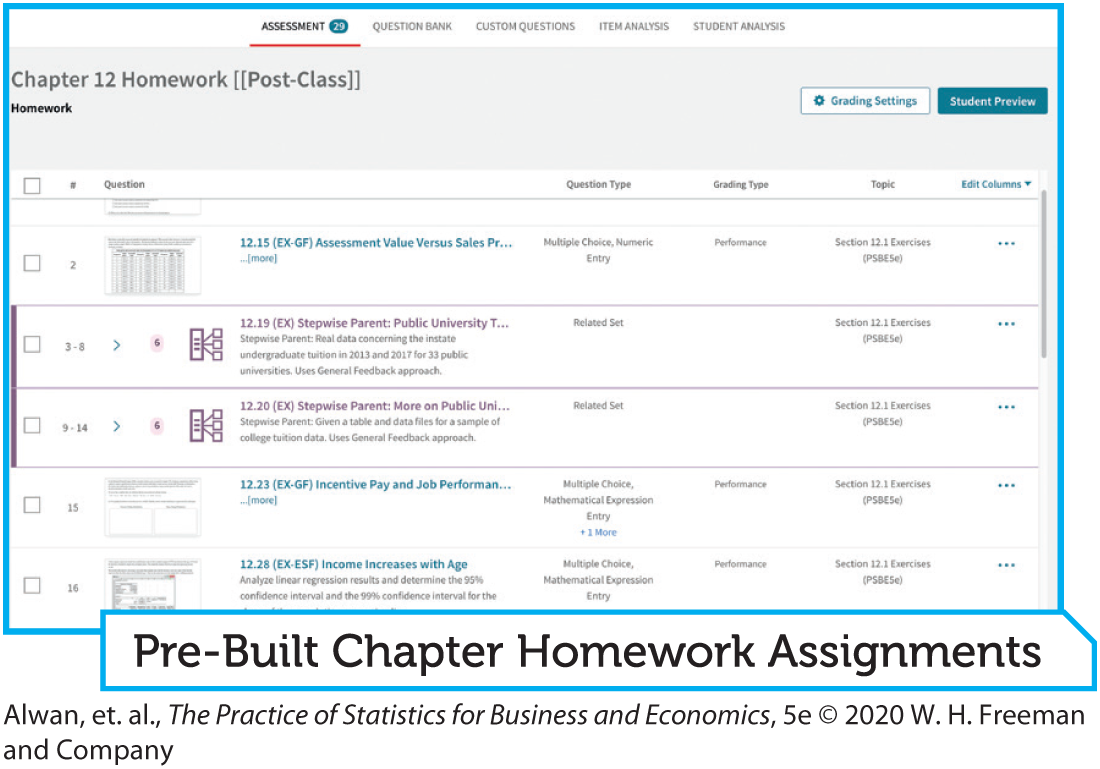 ASSESSMENT 29 QUESTION BANK CUSTOM QUESTIONS ITEM ANALYSIS STUDENT ANALYSIS
Chapter 12 Homework [[Post-Class]]
Homework
Grading Settings Student Preview
# Question Question Type Grading Type Topic Edit Columns
2
12.15 (EX-GF) Assessment Value Versus Sales Pr...
...[more]
Multiple Choice, Numeric
Entry
Performance
Section 12.1 Exercises
(PSBE5e)
3 - 8
6
12.19 (EX) Stepwise Parent: Public University T...
Stepwise Parent: Real data concerning the instate
undergraduate tuition in 2013 and 2017 for 33 public
universities. Uses General Feedback approach.
Related Set
Section 12.1 Exercises
(PSBE5e)
9 - 14
6
12.20 (EX) Stepwise Parent: More on Public Uni...
Stepwise Parent: Given a table and data files for a sample of
college tuition data. Uses General Feedback approach.
Related Set
Section 12.1 Exercises
(PSBE5e)
15
12.23 (EX-GF) Incentive Pay and Job Performan...
...[more]
Multiple Choice,
Mathematical Expression
Entry
+ 1 More
Performance
Section 12.1 Exercises
(PSBE5e)
16
12.28 (EX-ESF) Income Increases with Age
Analyze linear regression results and determine the 95%
confidence interval and the 99% confidence interval for the
Multiple Choice,
Mathematical Expression
Entry
Performance
Section 12.1 Exercises
(PSBE5e)
Pre-Built Chapter Homework Assignments
Alwan, et. al., The Practice of Statistics for Business and Economics, 5e © 2020 W. H. Freeman
and Company